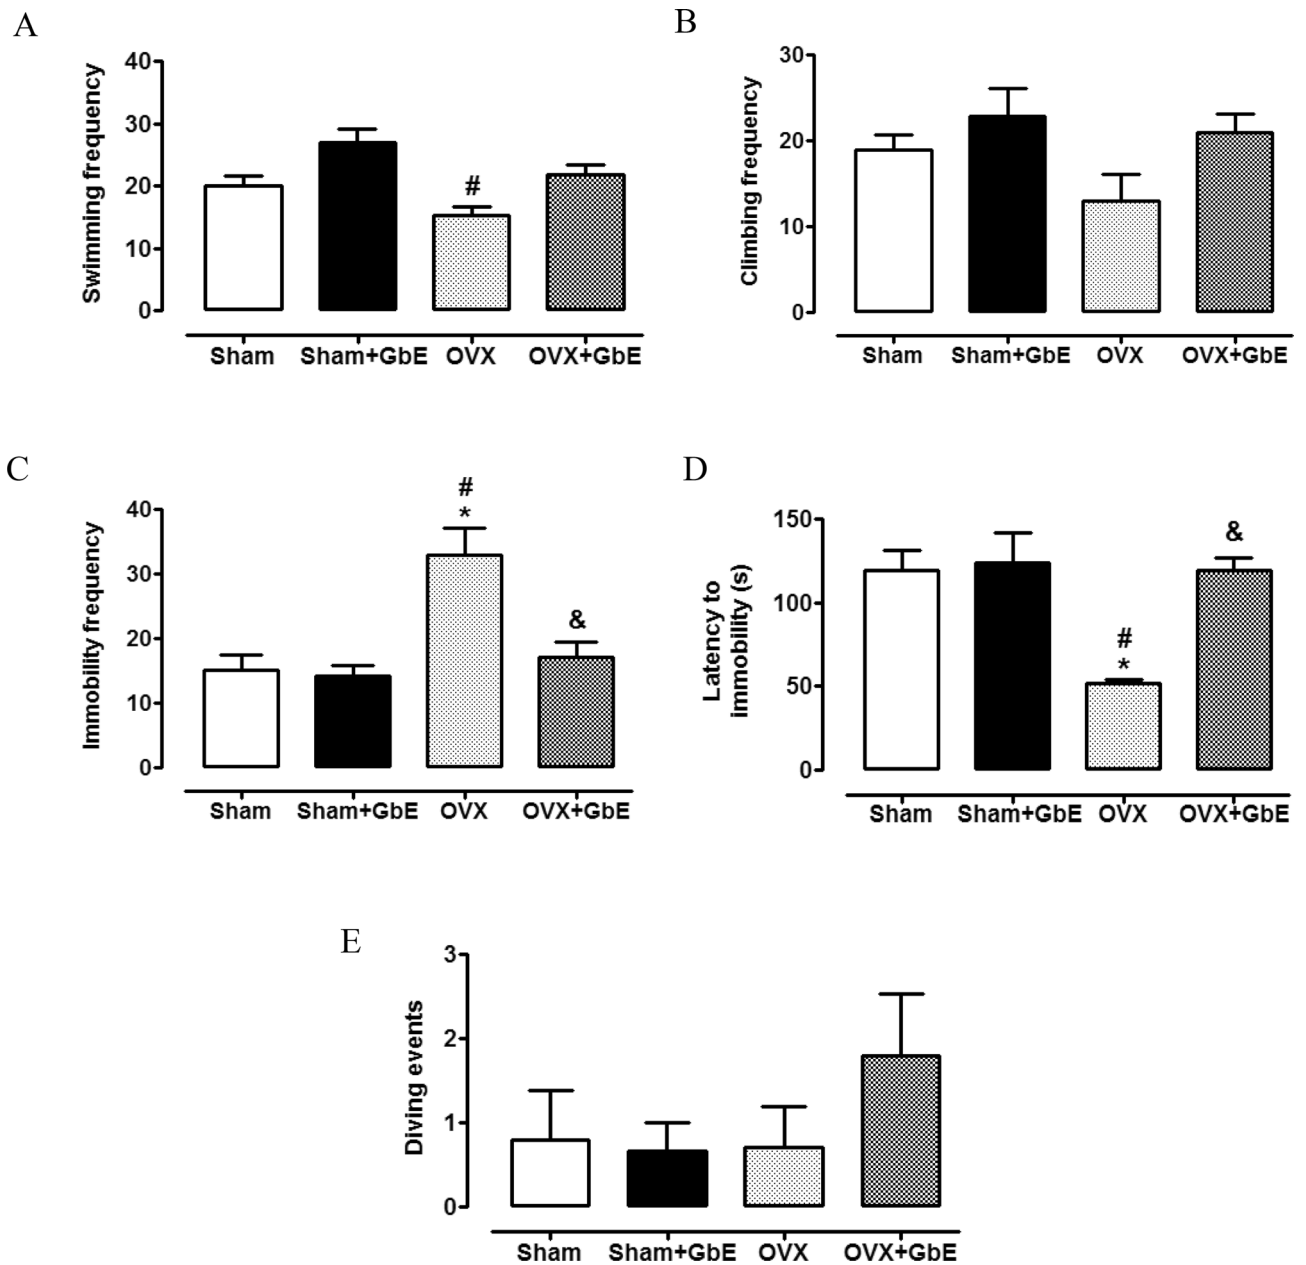 A
Swimming frequency
40
30
20
10
0
#
Sham Sham+GbE OVX OVX+GbE
B
Climbing frequency
30
20
10
0
Sham Sham+GbE OVX OVX+GbE
C
Immobility frequency
40
30
20
10
0
#
*
&
Sham Sham+GbE OVX OVX+GbE
D
Latency to
immobility (s)
150
100
50
0
#
*
&
Sham Sham+GbE OVX OVX+GbE
E
Diving events
3
2
1
0
Sham Sham+GbE OVX OVX+GbE